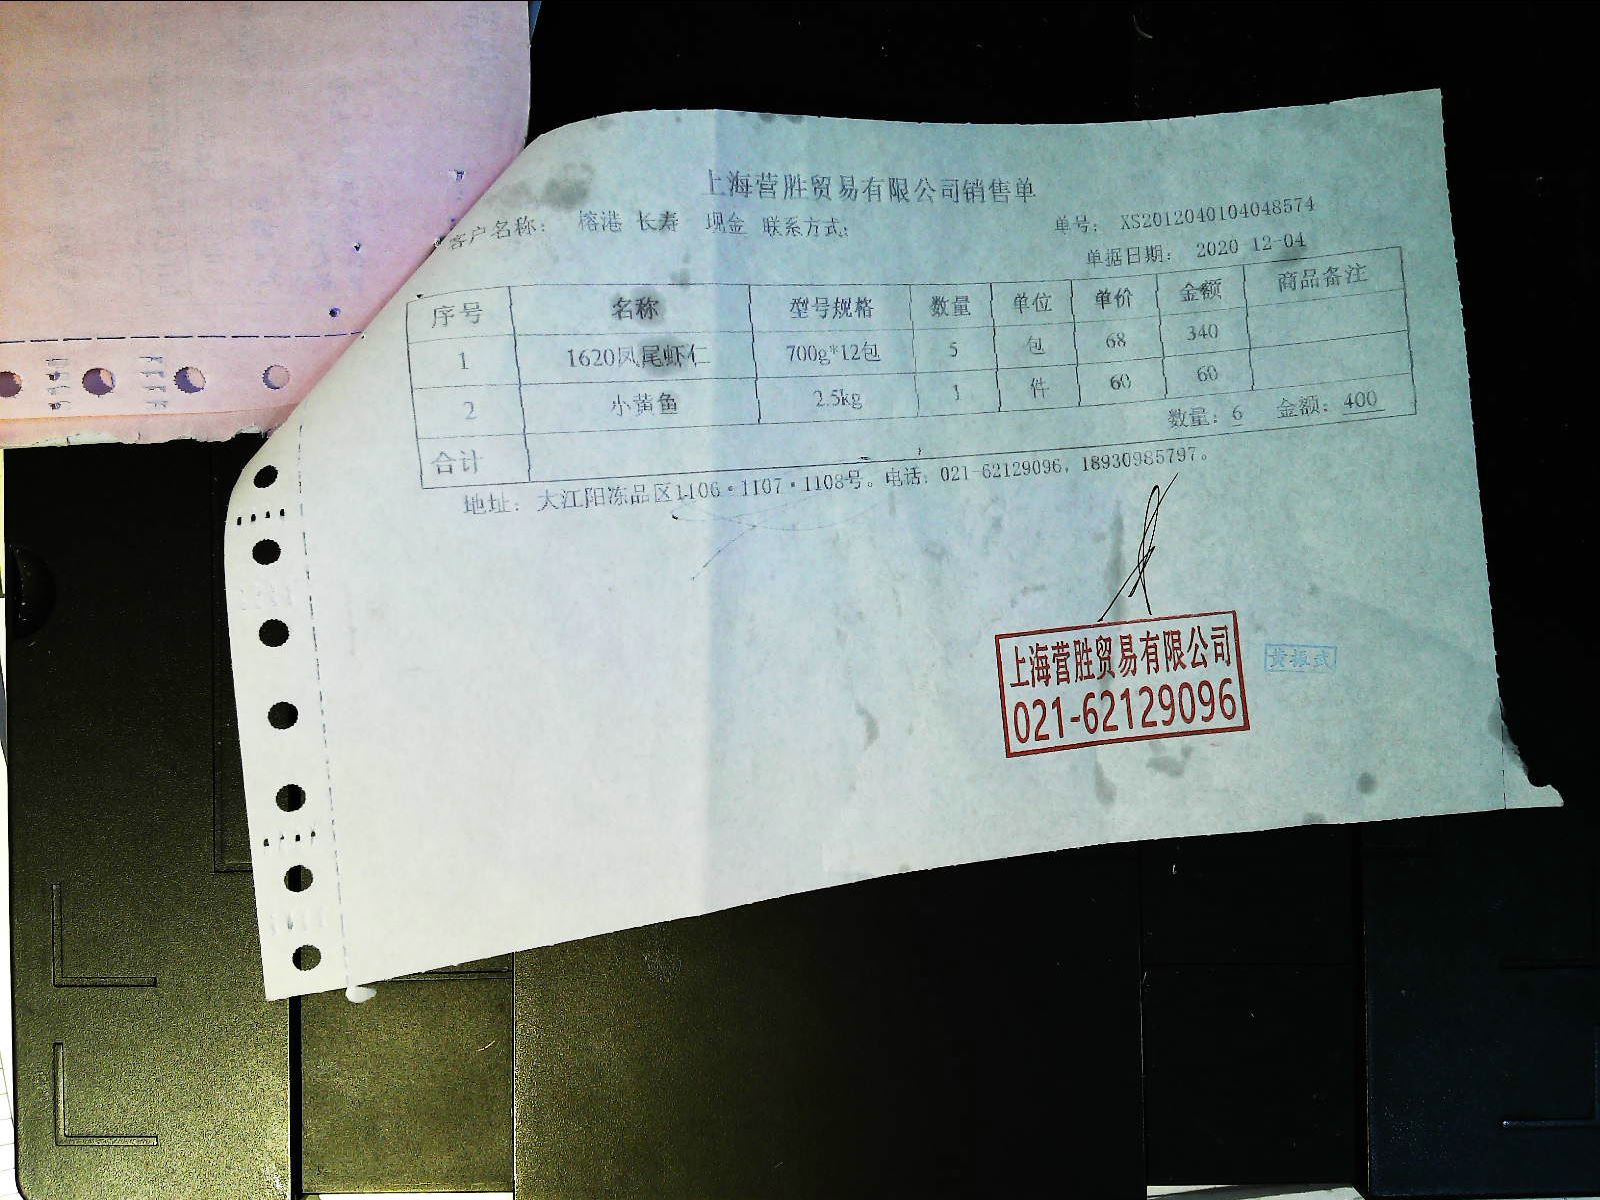 上海营胜贸易有限公司销售单
客户名称： 榕港 长寿 现金 联系方式： 单号： XS2012040104048574
单据日期： 2020-12-04
序号 名称 型号规格 数量 单位 单价 金额 商品备注
1 1620凤尾虾仁 700g*12包 5 包 68 340
2 小黄鱼 2.5kg 1 件 60 60
合计 数量：6 金额：400
地址： 大江阳冻品区1106·1107·1108号。电话：021-62129096，18930985797。
上海营胜贸易有限公司
021-62129096
黄振武